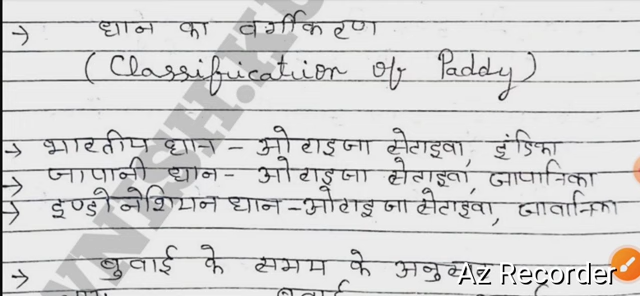 → धान का वर्गीकरण
(Classification of Paddy)
→ भारतीय धान - ओराइजा सेटाइवा, इंडिका
→ जापानी धान - ओराइजा सेटाइवा, जापानिका
→ इण्डोनेशियन धान - ओराइजा सेटाइवा, जावानिका
→ बुवाई के समय के अनुसार
Az Recorder
बुवाई